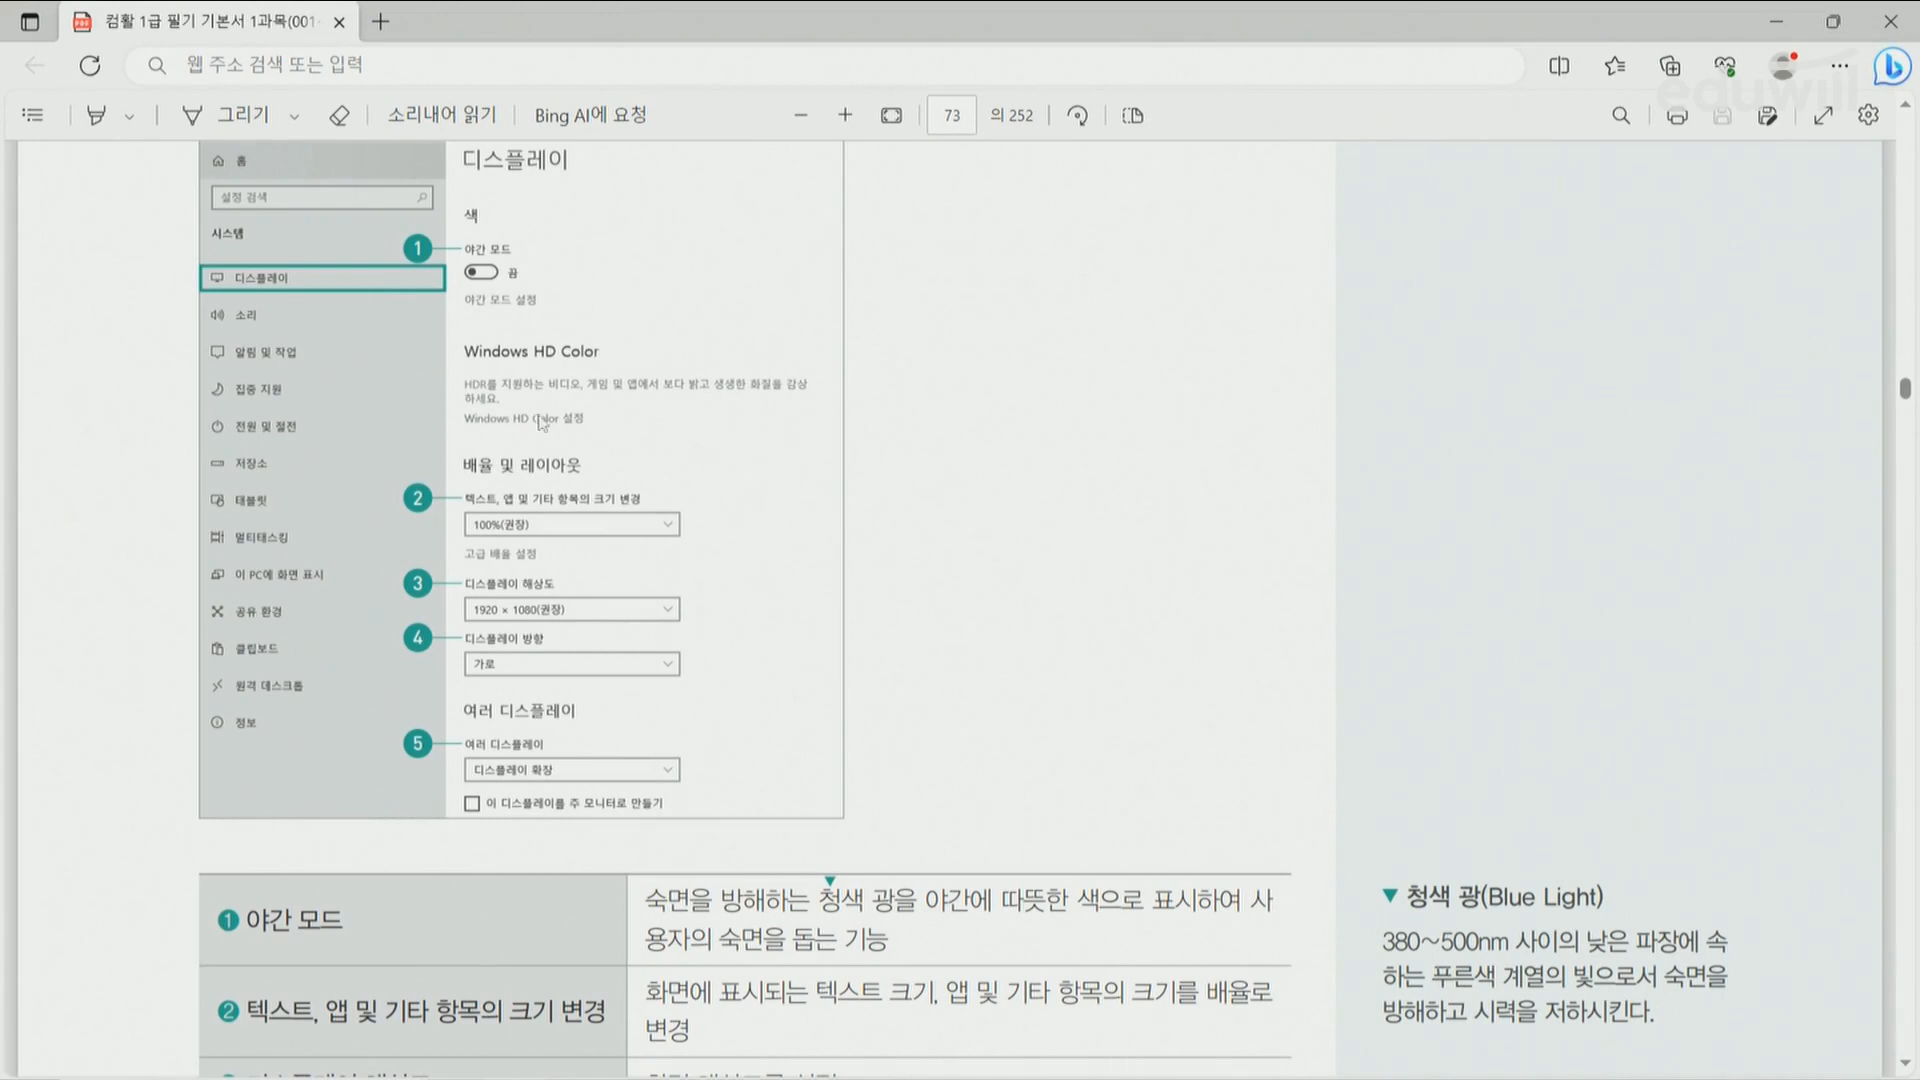 컴활 1급 필기 기본서 1과목(001-
웹 주소 검색 또는 입력
eduwill
그리기
소리내어 읽기
Bing AI에 요청
73
의 252
홈
설정 검색
시스템
디스플레이
소리
알림 및 작업
집중 지원
전원 및 절전
저장소
태블릿
멀티태스킹
이 PC에 화면 표시
공유 환경
클립보드
원격 데스크톱
정보
디스플레이
색
1 야간 모드
끔
야간 모드 설정
Windows HD Color
HDR를 지원하는 비디오, 게임 및 앱에서 보다 밝고 생생한 화질을 감상
하세요.
Windows HD Color 설정
배율 및 레이아웃
2 텍스트, 앱 및 기타 항목의 크기 변경
100%(권장)
고급 배율 설정
3 디스플레이 해상도
1920 × 1080(권장)
4 디스플레이 방향
가로
여러 디스플레이
5 여러 디스플레이
디스플레이 확장
이 디스플레이를 주 모니터로 만들기
❶ 야간 모드
숙면을 방해하는 청색 광을 야간에 따뜻한 색으로 표시하여 사
용자의 숙면을 돕는 기능
❷ 텍스트, 앱 및 기타 항목의 크기 변경
화면에 표시되는 텍스트 크기, 앱 및 기타 항목의 크기를 배율로
변경
▼ 청색 광(Blue Light)
380~500nm 사이의 낮은 파장에 속
하는 푸른색 계열의 빛으로서 숙면을
방해하고 시력을 저하시킨다.